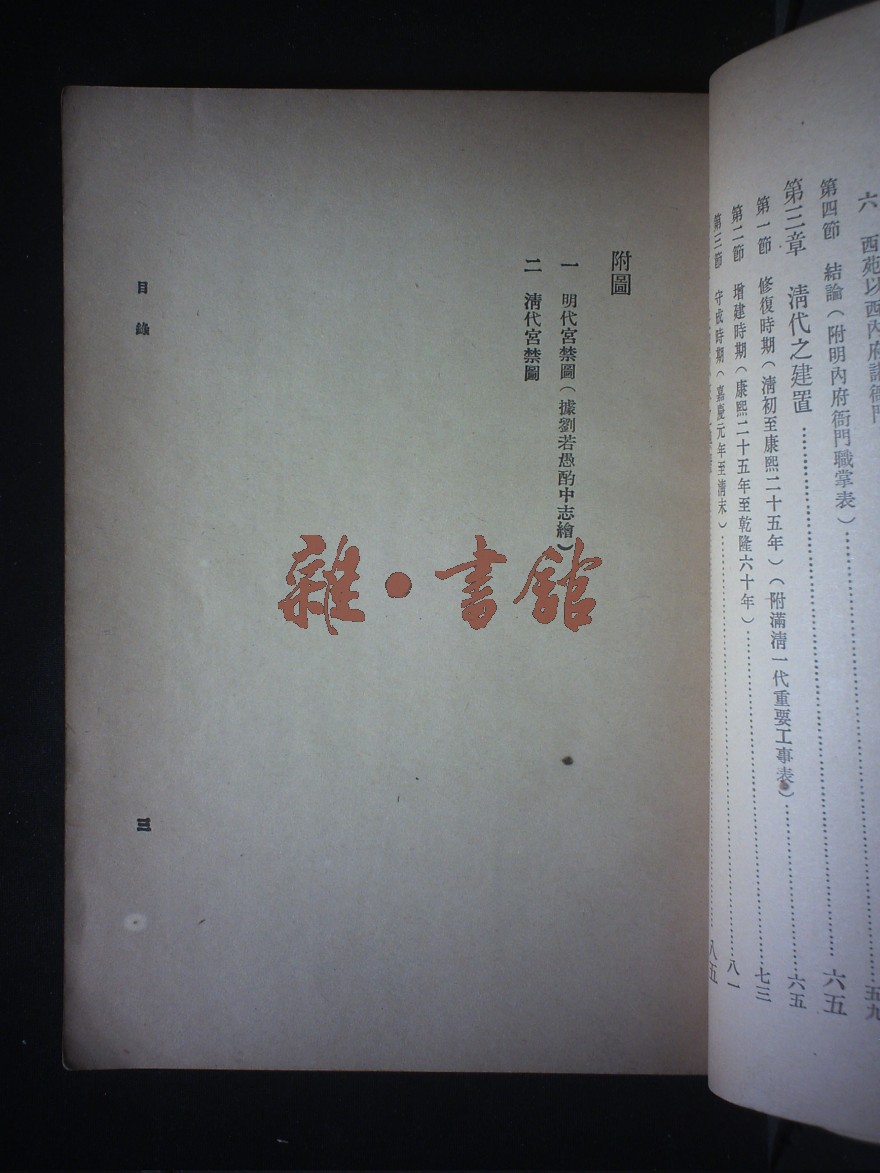 六　西苑以西內府諸衙門……五九
第四節　結論（附明內府衙門職掌表）……六五
第三章　清代之建置……六五
第一節　修復時期（清初至康熙二十五年）（附滿清一代重要工事表）……七三
第二節　增建時期（康熙二十五年至乾隆六十年）……八一
第三節　守成時期（嘉慶元年至清末）……八五
附圖
一　明代宮禁圖（據劉若愚酌中志繪）
二　清代宮禁圖
目錄
三
雜·書館